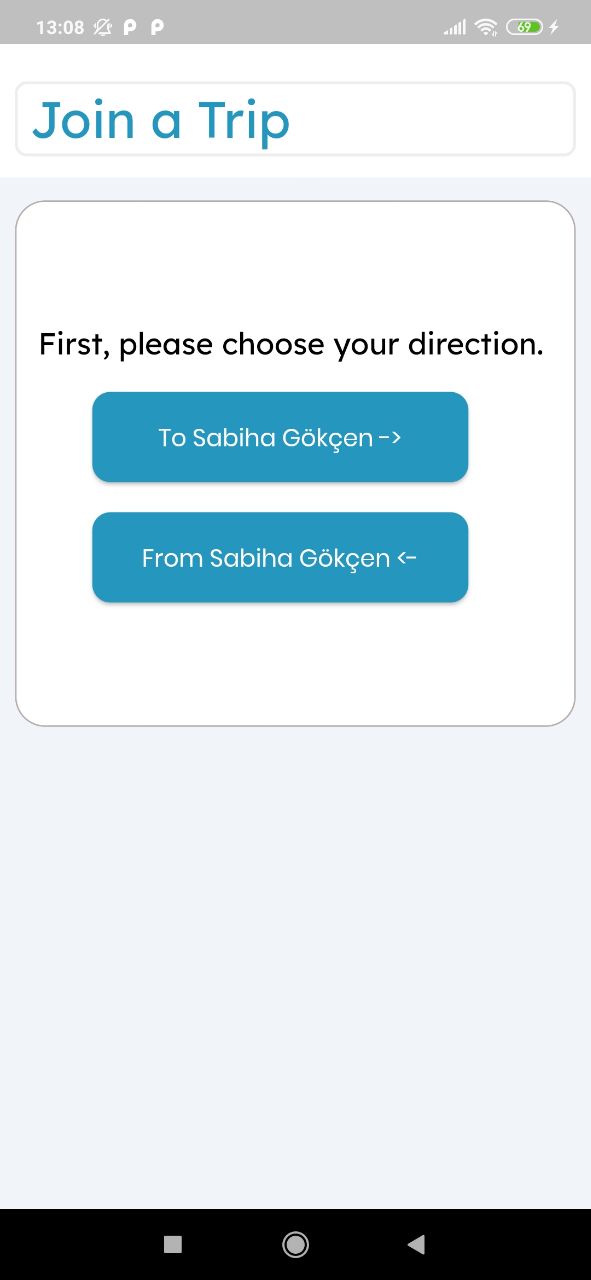 13:08
69
Join a Trip
First, please choose your direction.
To Sabiha Gökçen ->
From Sabiha Gökçen <-